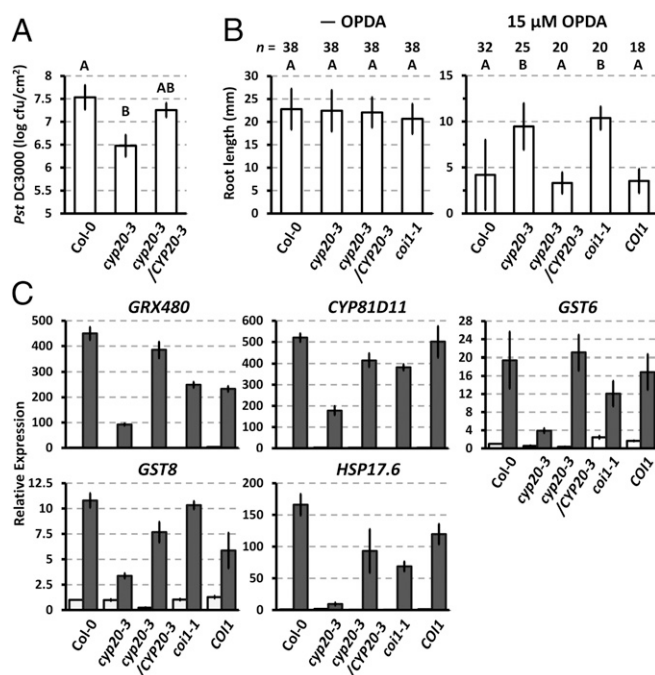 A
Pst DC3000 (log cfu/cm²)
8
7.5
7
6.5
6
5.5
5
A
B
AB
Col-0
cyp20-3
cyp20-3
/CYP20-3
B
— OPDA
15 µM OPDA
n = 38 38 38 38
A A A A
32 25 20 20 18
A B A B A
Root length (mm)
30
25
20
15
10
5
0
15
10
5
0
Col-0
cyp20-3
cyp20-3
/CYP20-3
coi1-1
Col-0
cyp20-3
cyp20-3
/CYP20-3
coi1-1
COI1
C
Relative Expression
GRX480
500
400
300
200
100
0
CYP81D11
600
500
400
300
200
100
0
GST6
28
24
20
16
12
8
4
0
Col-0
cyp20-3
cyp20-3
/CYP20-3
coi1-1
COI1
GST8
12.5
10
7.5
5
2.5
0
Col-0
cyp20-3
cyp20-3
/CYP20-3
coi1-1
COI1
HSP17.6
200
150
100
50
0
Col-0
cyp20-3
cyp20-3
/CYP20-3
coi1-1
COI1